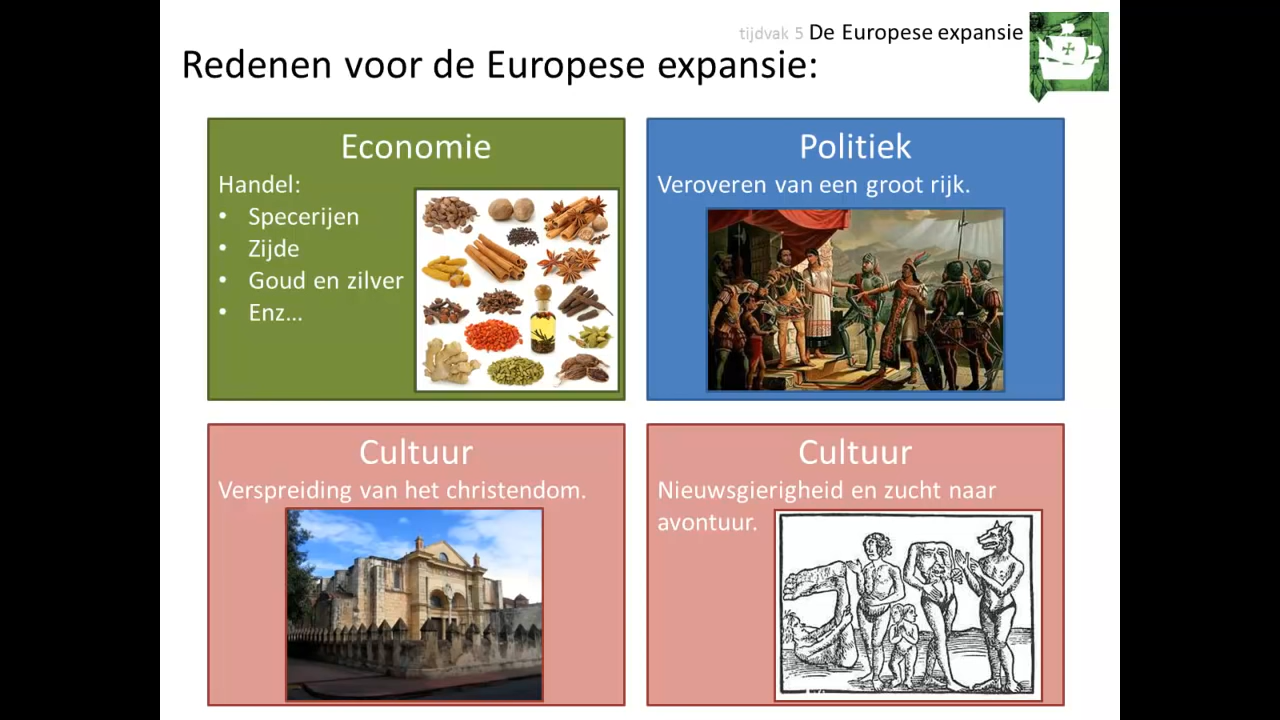 tijdvak 5 De Europese expansie
Redenen voor de Europese expansie:
Economie
Handel:
• Specerijen
• Zijde
• Goud en zilver
• Enz...
Politiek
Veroveren van een groot rijk.
Cultuur
Verspreiding van het christendom.
Cultuur
Nieuwsgierigheid en zucht naar
avontuur.